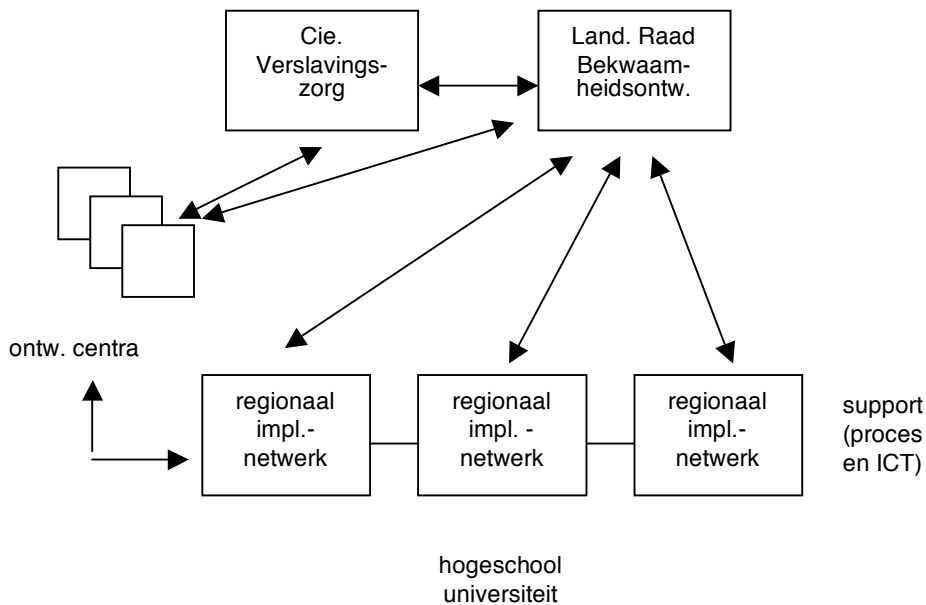 Cie.
Verslavings-
zorg
Land. Raad
Bekwaam-
heidsontw.
ontw. centra
regionaal
impl.-
netwerk
regionaal
impl. -
netwerk
regionaal
impl.-
netwerk
support
(proces
en ICT)
hogeschool
universiteit